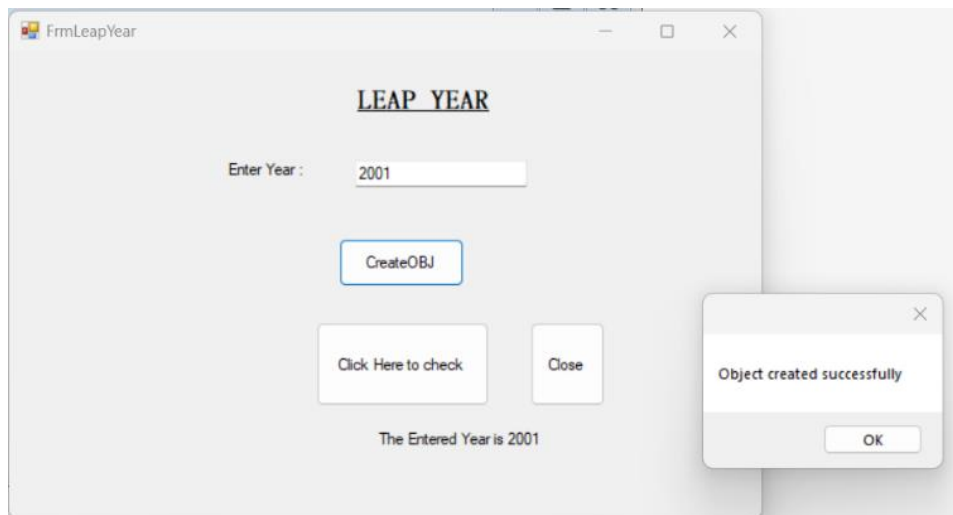 FrmLeapYear
LEAP YEAR
Enter Year :
2001
CreateOBJ
Click Here to check
Close
The Entered Year is 2001
Object created successfully
OK